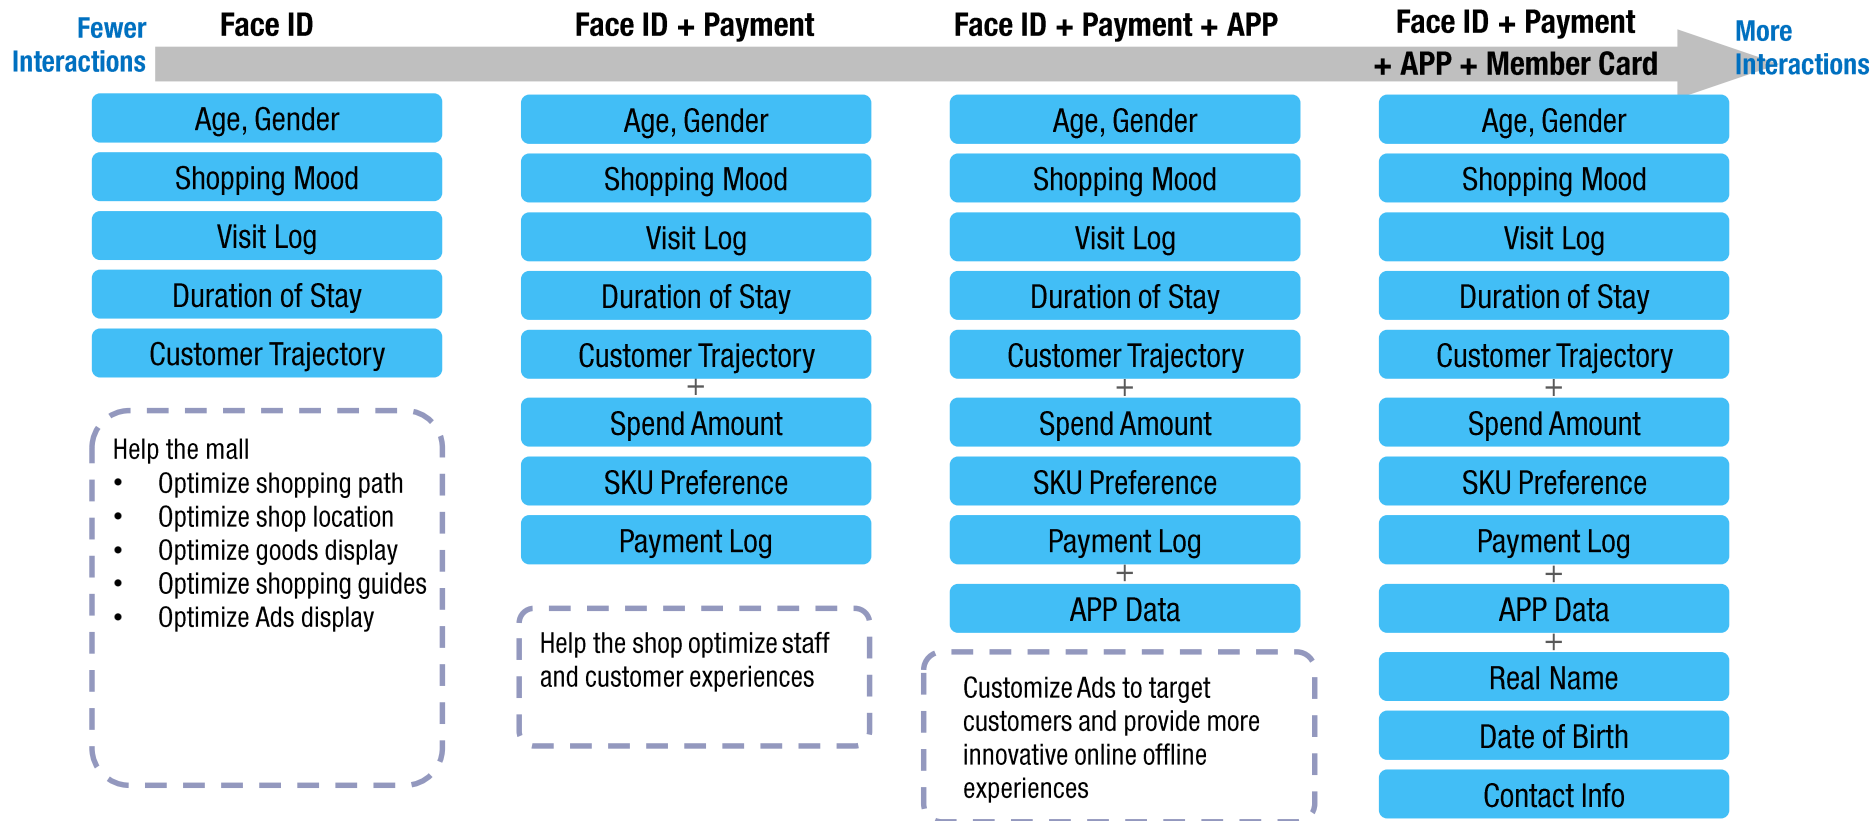 Fewer
Interactions
Face ID
Face ID + Payment
Face ID + Payment + APP
Face ID + Payment
+ APP + Member Card
More
Interactions
Age, Gender
Shopping Mood
Visit Log
Duration of Stay
Customer Trajectory
Help the mall
• Optimize shopping path
• Optimize shop location
• Optimize goods display
• Optimize shopping guides
• Optimize Ads display
Age, Gender
Shopping Mood
Visit Log
Duration of Stay
Customer Trajectory
+
Spend Amount
SKU Preference
Payment Log
Help the shop optimize staff
and customer experiences
Age, Gender
Shopping Mood
Visit Log
Duration of Stay
Customer Trajectory
+
Spend Amount
SKU Preference
Payment Log
+
APP Data
Customize Ads to target
customers and provide more
innovative online offline
experiences
Age, Gender
Shopping Mood
Visit Log
Duration of Stay
Customer Trajectory
+
Spend Amount
SKU Preference
Payment Log
+
APP Data
+
Real Name
Date of Birth
Contact Info